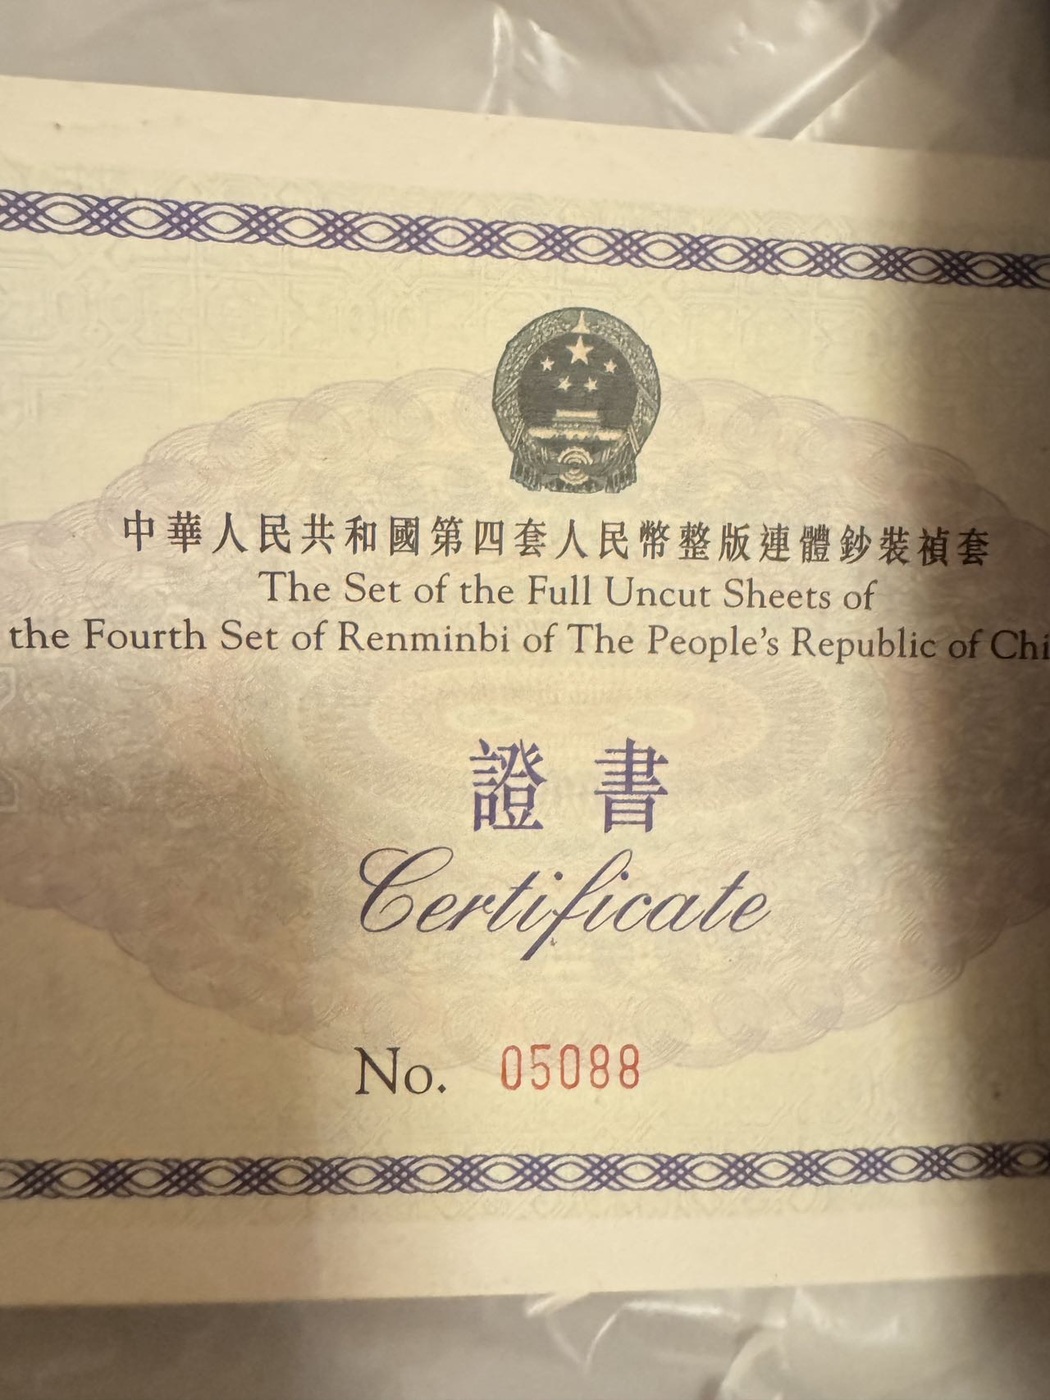 中華人民共和國第四套人民幣整版連體鈔裝禎套
The Set of the Full Uncut Sheets of
the Fourth Set of Renminbi of The People's Republic of Chi
證書
Certificate
No. 05088